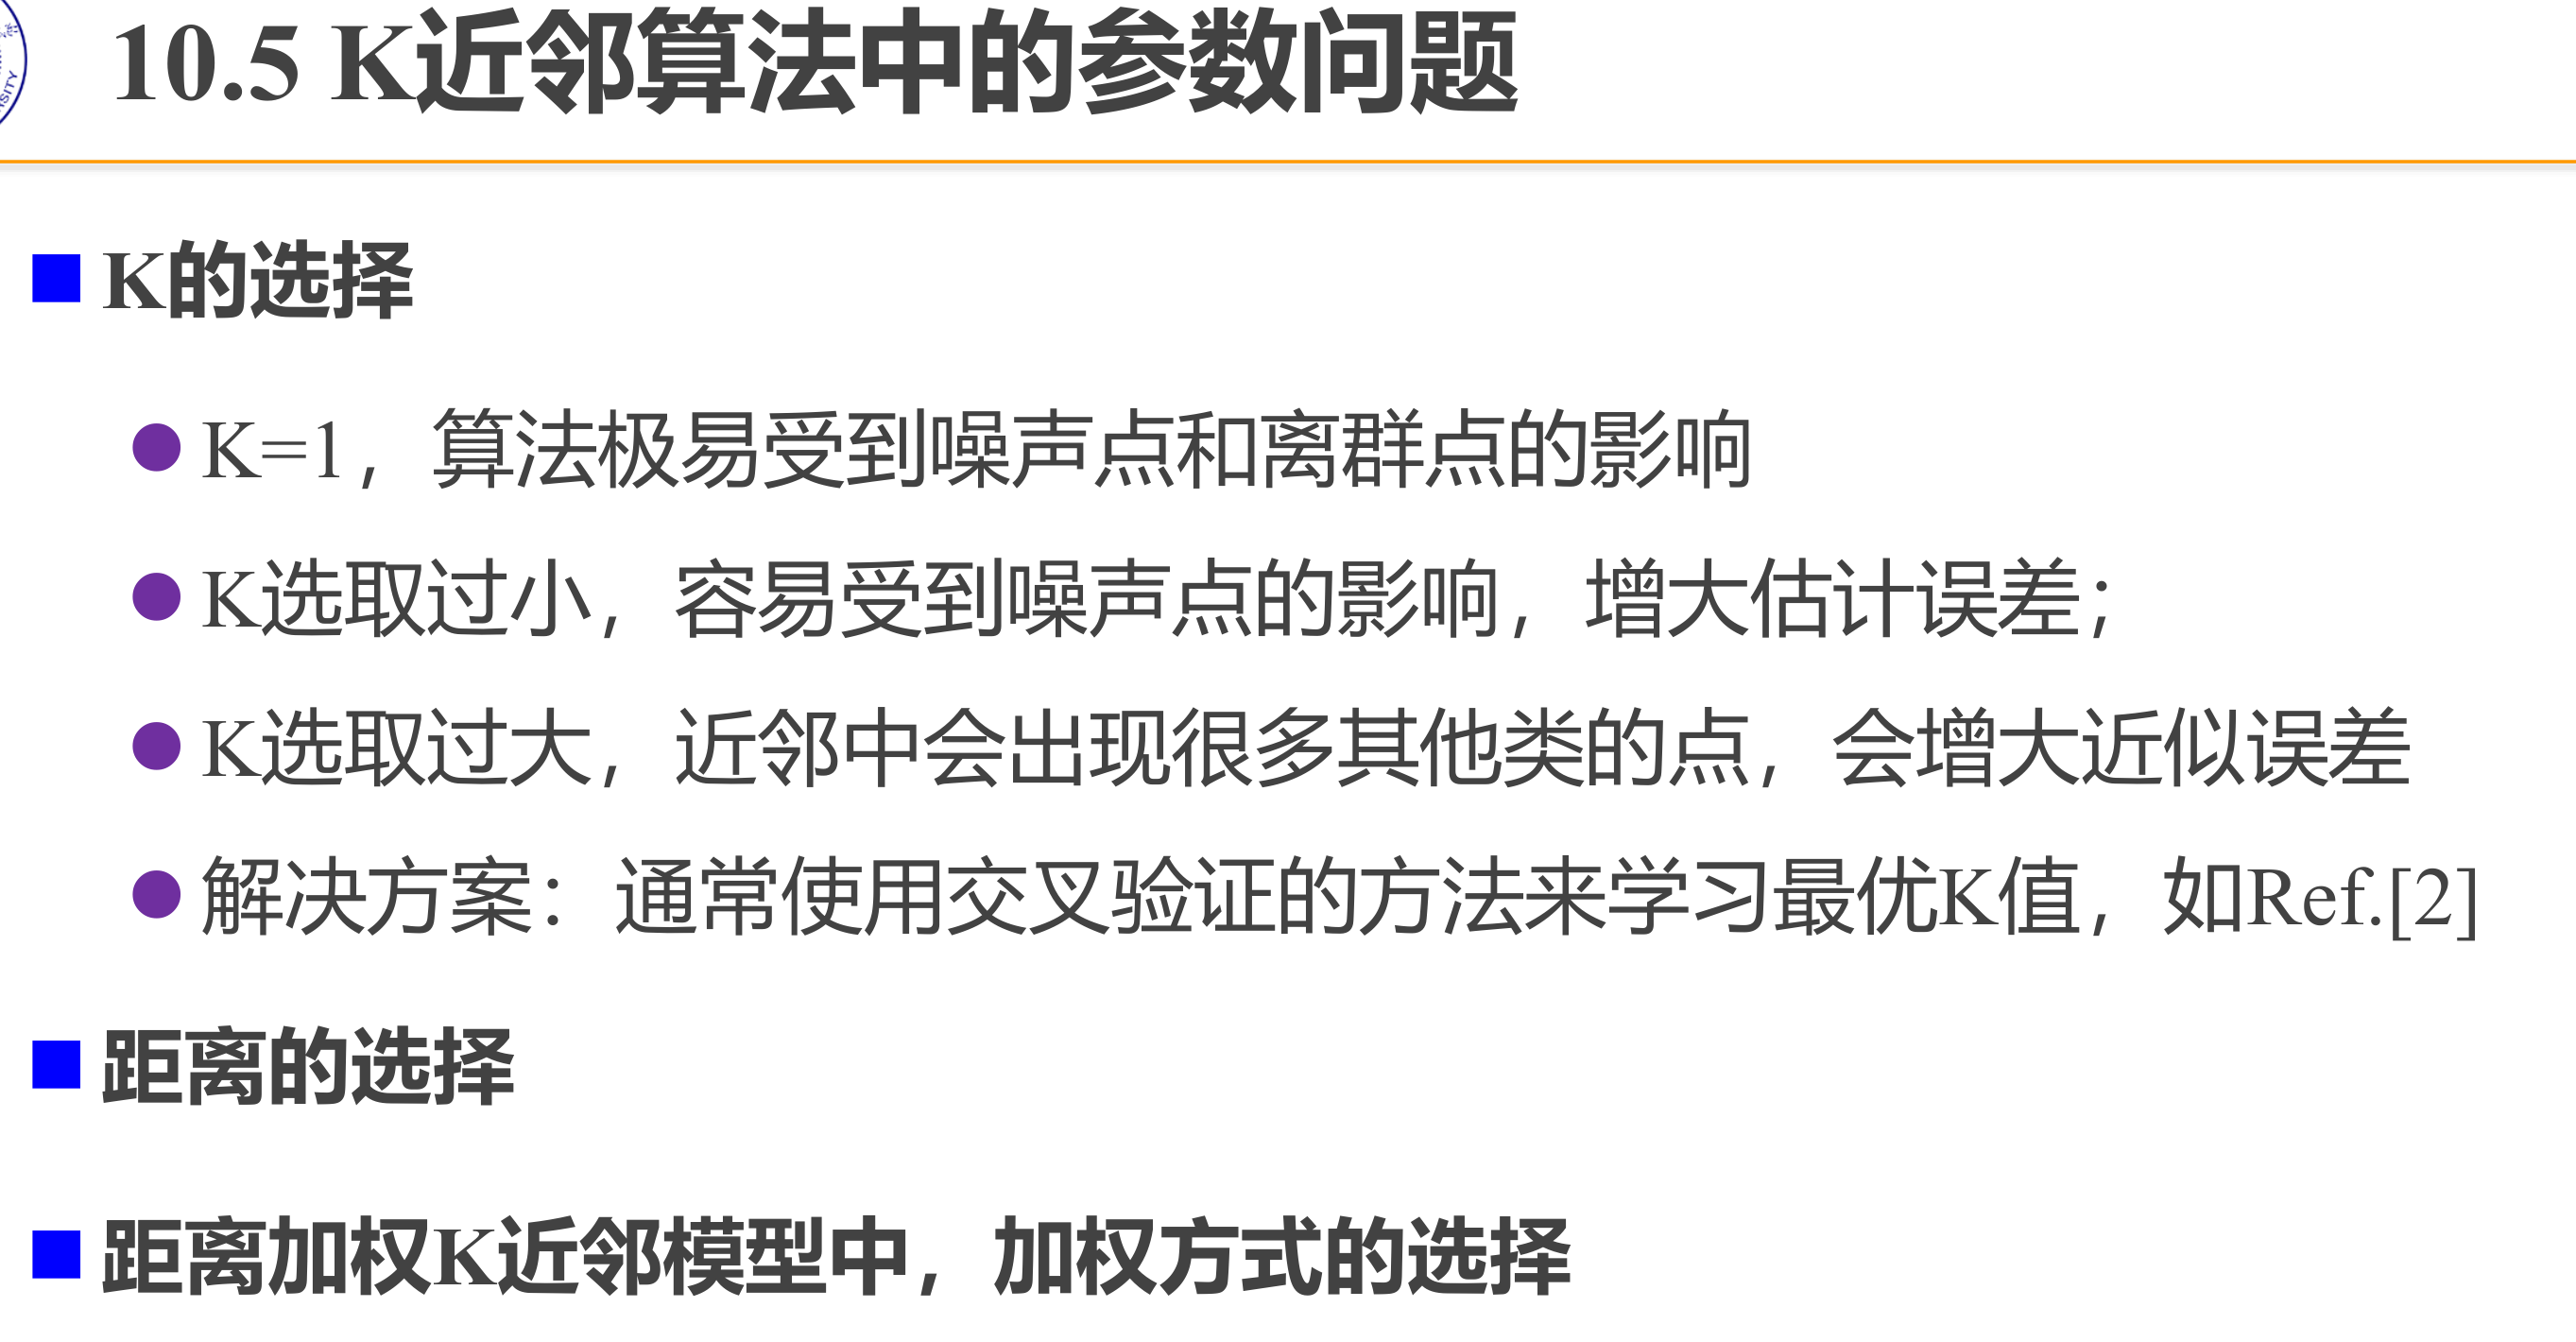 10.5 K近邻算法中的参数问题
K的选择
K=1，算法极易受到噪声点和离群点的影响
K选取过小，容易受到噪声点的影响，增大估计误差；
K选取过大，近邻中会出现很多其他类的点，会增大近似误差
解决方案：通常使用交叉验证的方法来学习最优K值，如Ref.[2]
距离的选择
距离加权K近邻模型中，加权方式的选择